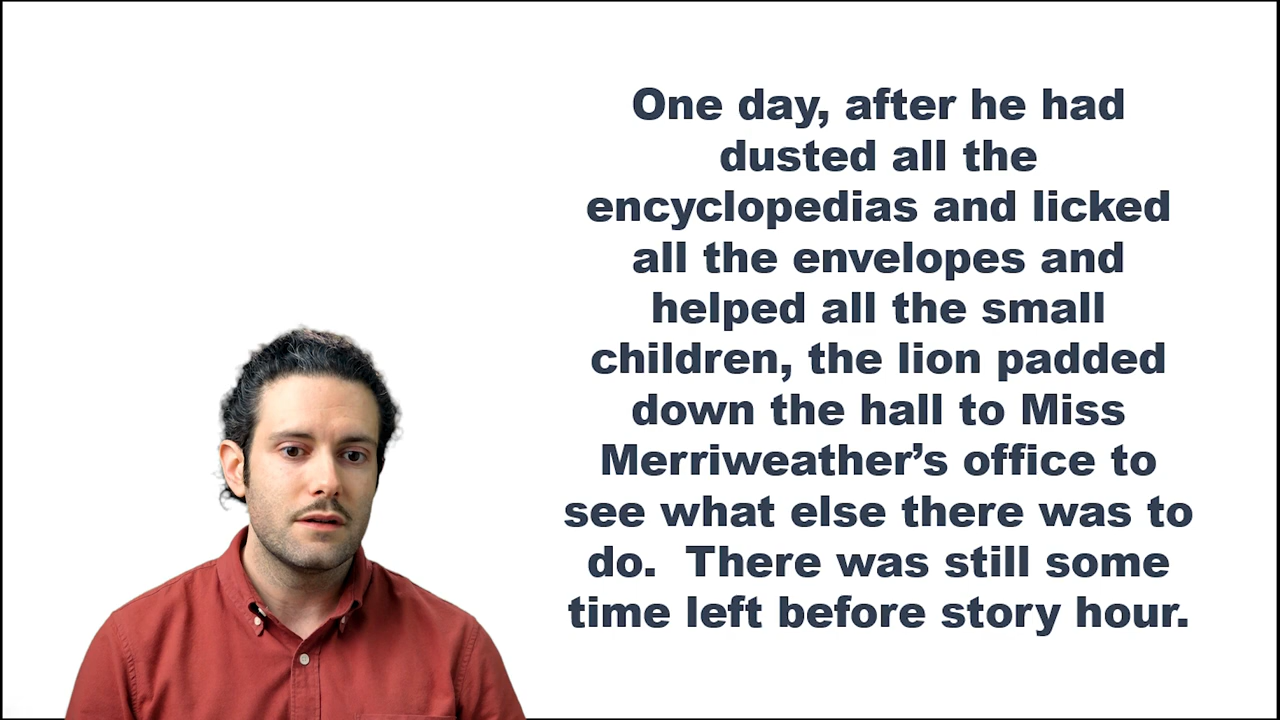 One day, after he had
dusted all the
encyclopedias and licked
all the envelopes and
helped all the small
children, the lion padded
down the hall to Miss
Merriweather’s office to
see what else there was to
do.  There was still some
time left before story hour.